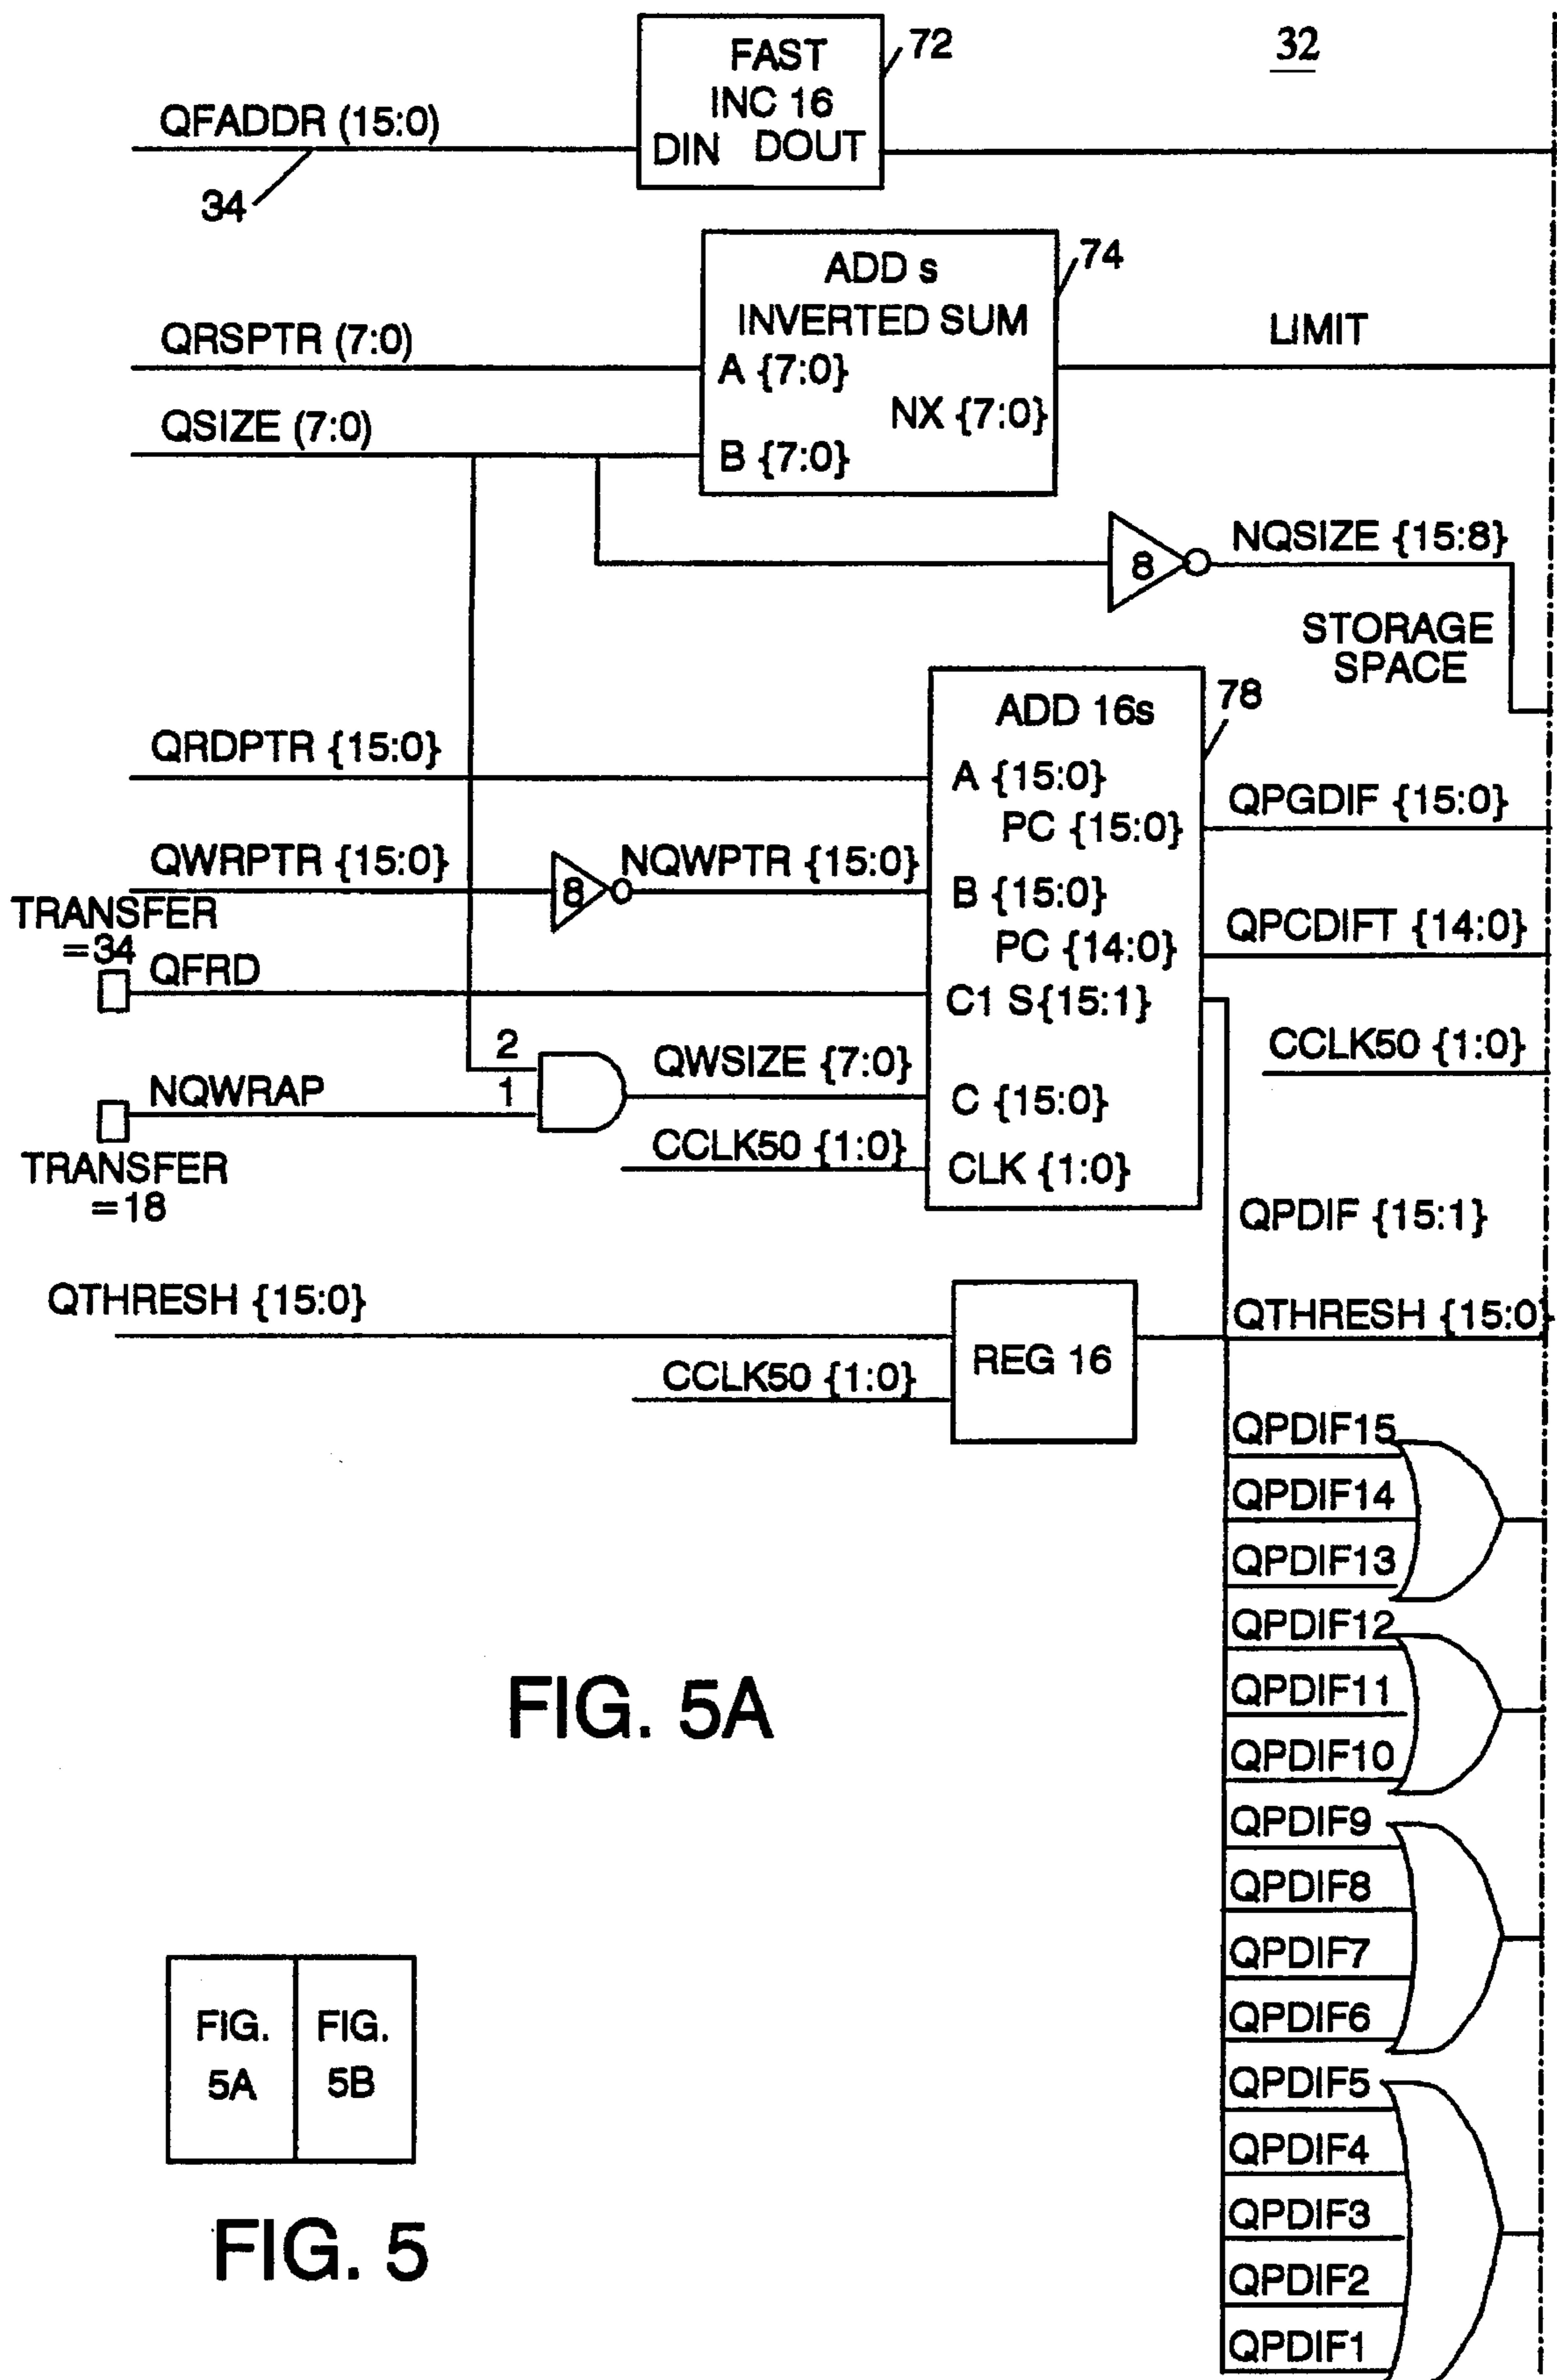 32
FAST
INC 16
DIN DOUT
72
QFADDR (15:0)
34
ADD s
INVERTED SUM
A {7:0}
NX {7:0}
B {7:0}
74
QRSPTR (7:0)
LIMIT
QSIZE (7:0)
8
NQSIZE {15:8}
STORAGE
SPACE
ADD 16s
78
QRDPTR {15:0}
A {15:0}
PC {15:0}
QPGDIF {15:0}
QWRPTR {15:0}
8
NQWPTR {15:0}
B {15:0}
PC {14:0}
QPCDIFT {14:0}
TRANSFER
=34
QFRD
C1 S{15:1}
2
1
QWSIZE {7:0}
C {15:0}
CCLK50 {1:0}
NQWRAP
TRANSFER
=18
CCLK50 {1:0}
CLK {1:0}
QPDIF {15:1}
QTHRESH {15:0}
REG 16
QTHRESH {15:0}
CCLK50 {1:0}
QPDIF15
QPDIF14
QPDIF13
QPDIF12
QPDIF11
QPDIF10
QPDIF9
QPDIF8
QPDIF7
QPDIF6
QPDIF5
QPDIF4
QPDIF3
QPDIF2
QPDIF1
FIG. 5A
FIG.
5A
FIG.
5B
FIG. 5